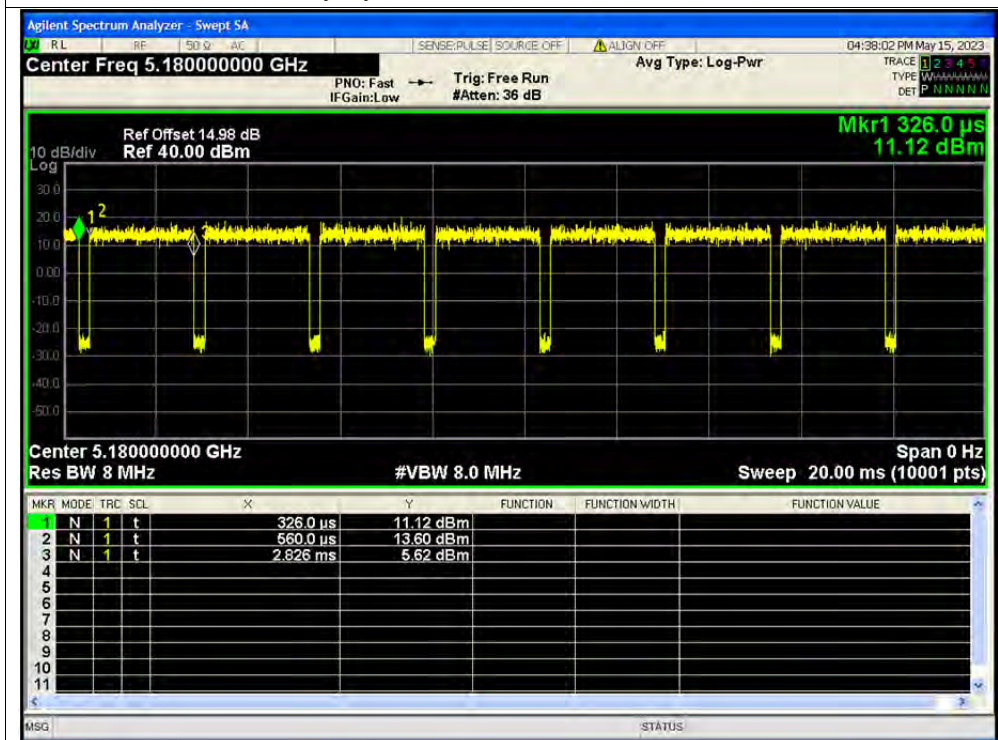 Agilent Spectrum Analyzer - Swept SA
RL RF 50 Ω AC SENSE:PULSE SOURCE OFF ALIGN OFF 04:38:02 PM May 15, 2023
Center Freq 5.180000000 GHz Avg Type: Log-Pwr TRACE 1 2 3 4 5 6
PNO: Fast Trig: Free Run TYPE W
IFGain:Low #Atten: 36 dB DET P N N N N N
Mkr1 326.0 µs
Ref Offset 14.98 dB
10 dB/div Ref 40.00 dBm 11.12 dBm
Log
30.0
20.0
1 2
10.0
3
0.00
-10.0
-20.0
-30.0
-40.0
-50.0
Center 5.180000000 GHz Span 0 Hz
Res BW 8 MHz #VBW 8.0 MHz Sweep 20.00 ms (10001 pts)
MKR MODE TRC SCL X Y FUNCTION FUNCTION WIDTH FUNCTION VALUE
1 N 1 t 326.0 µs 11.12 dBm
2 N 1 t 560.0 µs 13.60 dBm
3 N 1 t 2.826 ms 5.62 dBm
4
5
6
7
8
9
10
11
MSG STATUS